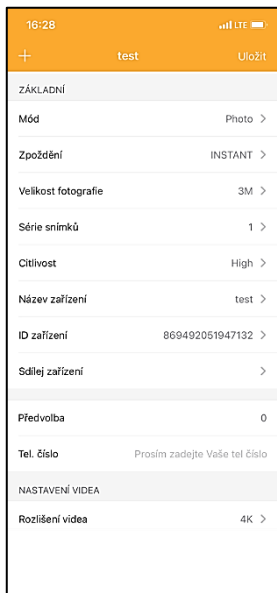 16:28 LTE
+ test Uložit
ZÁKLADNÍ
Mód Photo >
Zpoždění INSTANT >
Velikost fotografie 3M >
Série snímků 1 >
Citlivost High >
Název zařízení test >
ID zařízení 869492051947132 >
Sdílej zařízení >
Předvolba 0
Tel. číslo Prosím zadejte Vaše tel číslo
NASTAVENÍ VIDEA
Rozlišení videa 4K >